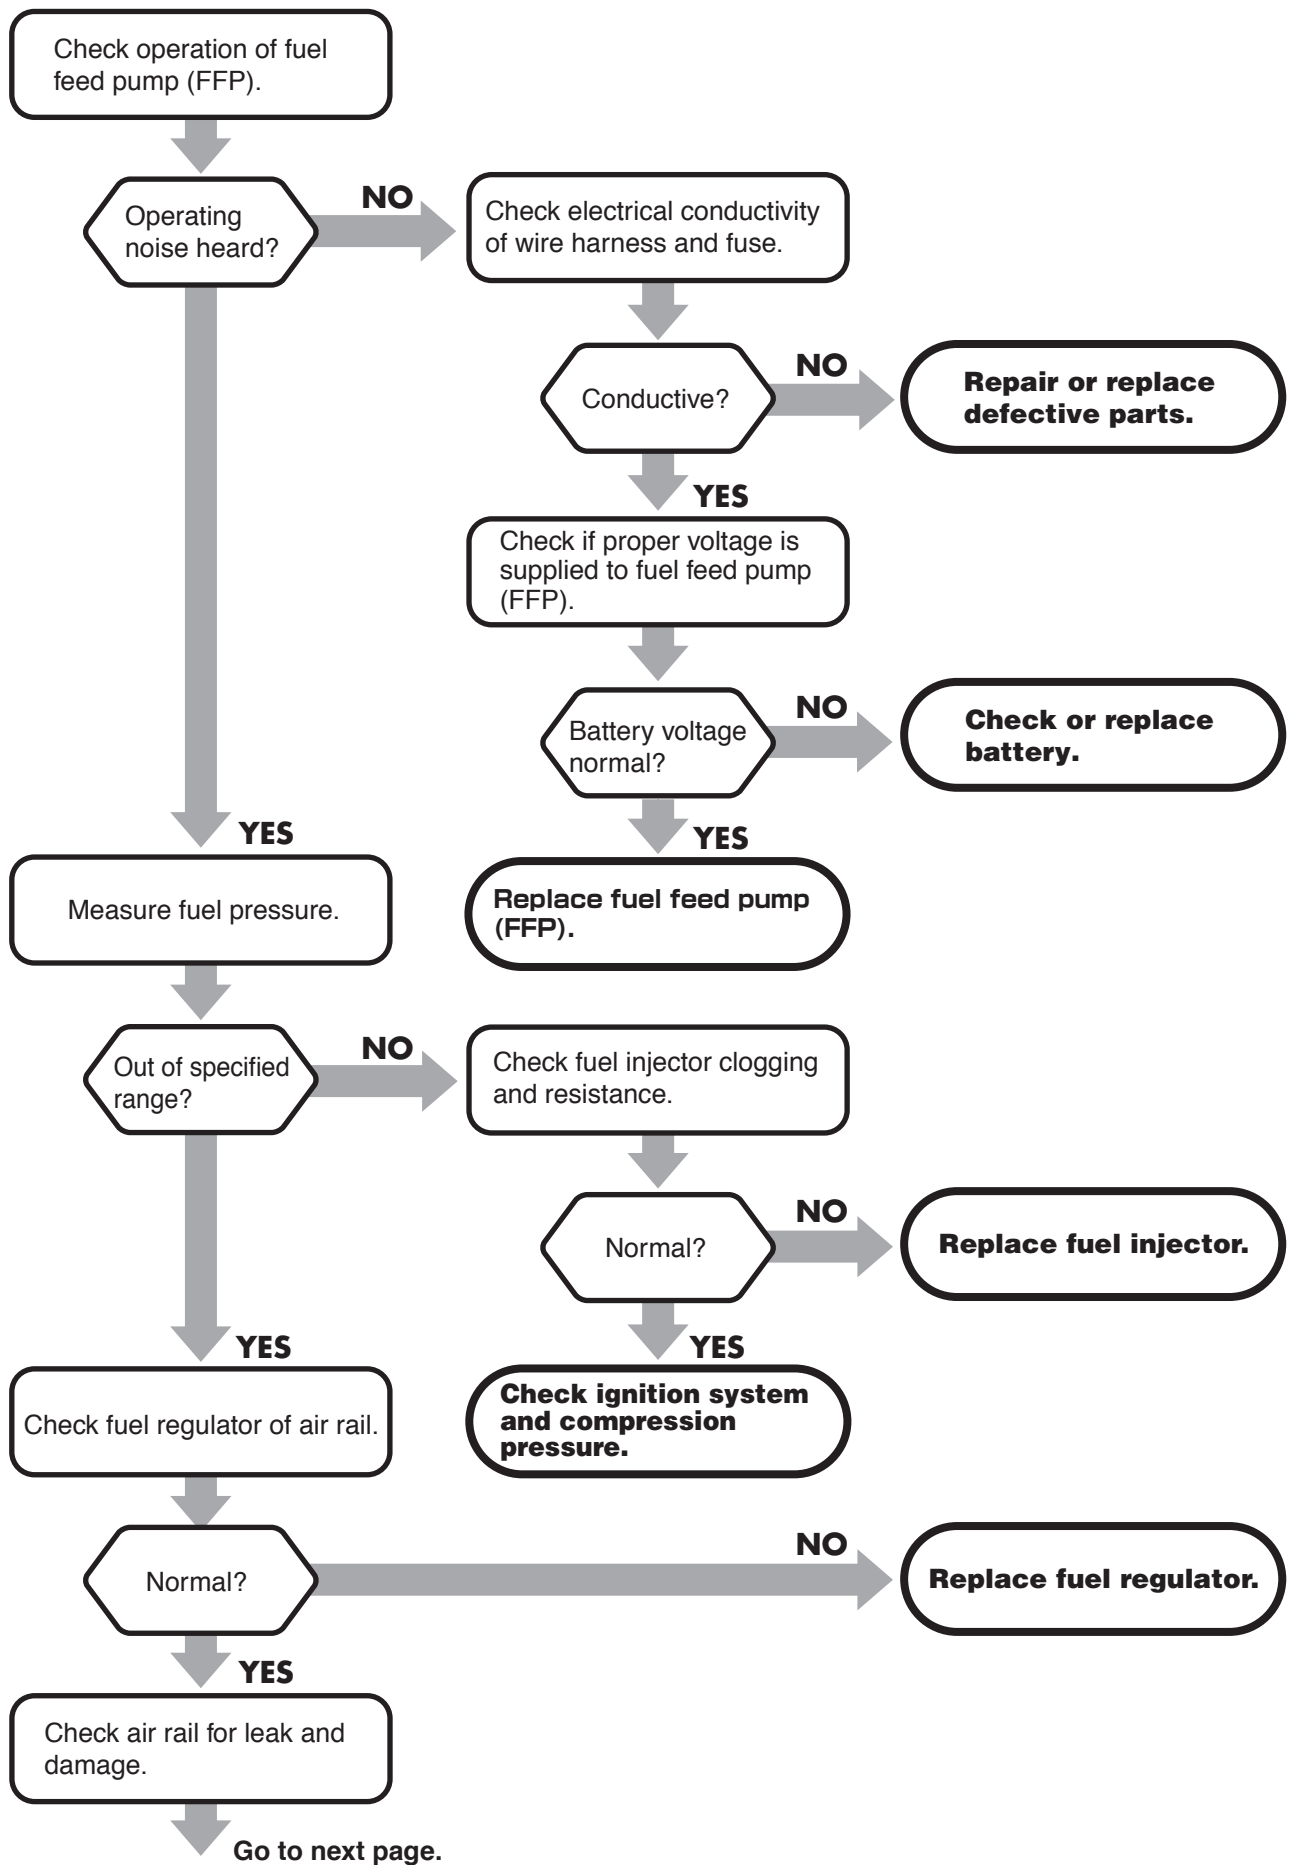 Check operation of fuel
feed pump (FFP).
Operating
noise heard?
NO
Check electrical conductivity
of wire harness and fuse.
Conductive?
NO
Repair or replace
defective parts.
YES
Check if proper voltage is
supplied to fuel feed pump
(FFP).
Battery voltage
normal?
NO
Check or replace
battery.
YES
Replace fuel feed pump
(FFP).
YES
Measure fuel pressure.
Out of specified
range?
NO
Check fuel injector clogging
and resistance.
Normal?
NO
Replace fuel injector.
YES
Check ignition system
and compression
pressure.
YES
Check fuel regulator of air rail.
Normal?
NO
Replace fuel regulator.
YES
Check air rail for leak and
damage.
Go to next page.